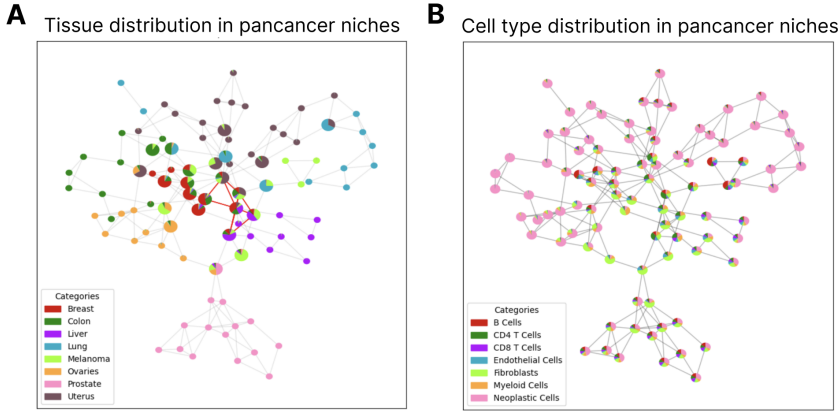 A
Tissue distribution in pancancer niches
Categories
Breast
Colon
Liver
Lung
Melanoma
Ovaries
Prostate
Uterus
B
Cell type distribution in pancancer niches
Categories
B Cells
CD4 T Cells
CD8 T Cells
Endothelial Cells
Fibroblasts
Myeloid Cells
Neoplastic Cells